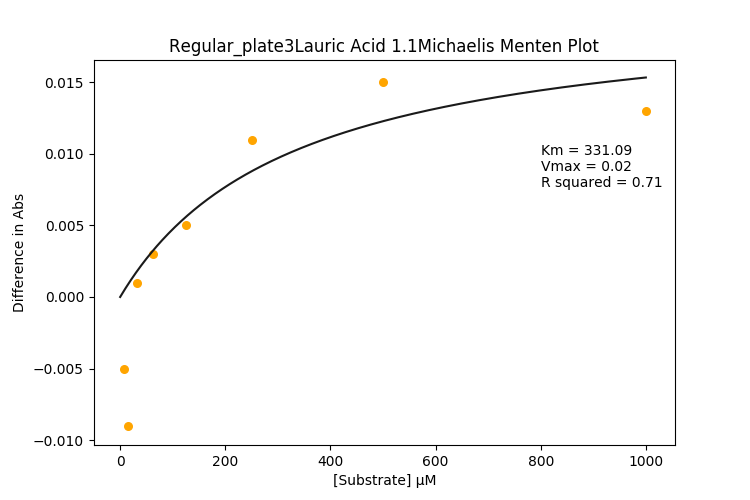 Regular_plate3Lauric Acid 1.1Michaelis Menten Plot
0.015
0.010
0.005
0.000
−0.005
−0.010
Difference in Abs
Km = 331.09
Vmax = 0.02
R squared = 0.71
0 200 400 600 800 1000
[Substrate] μM